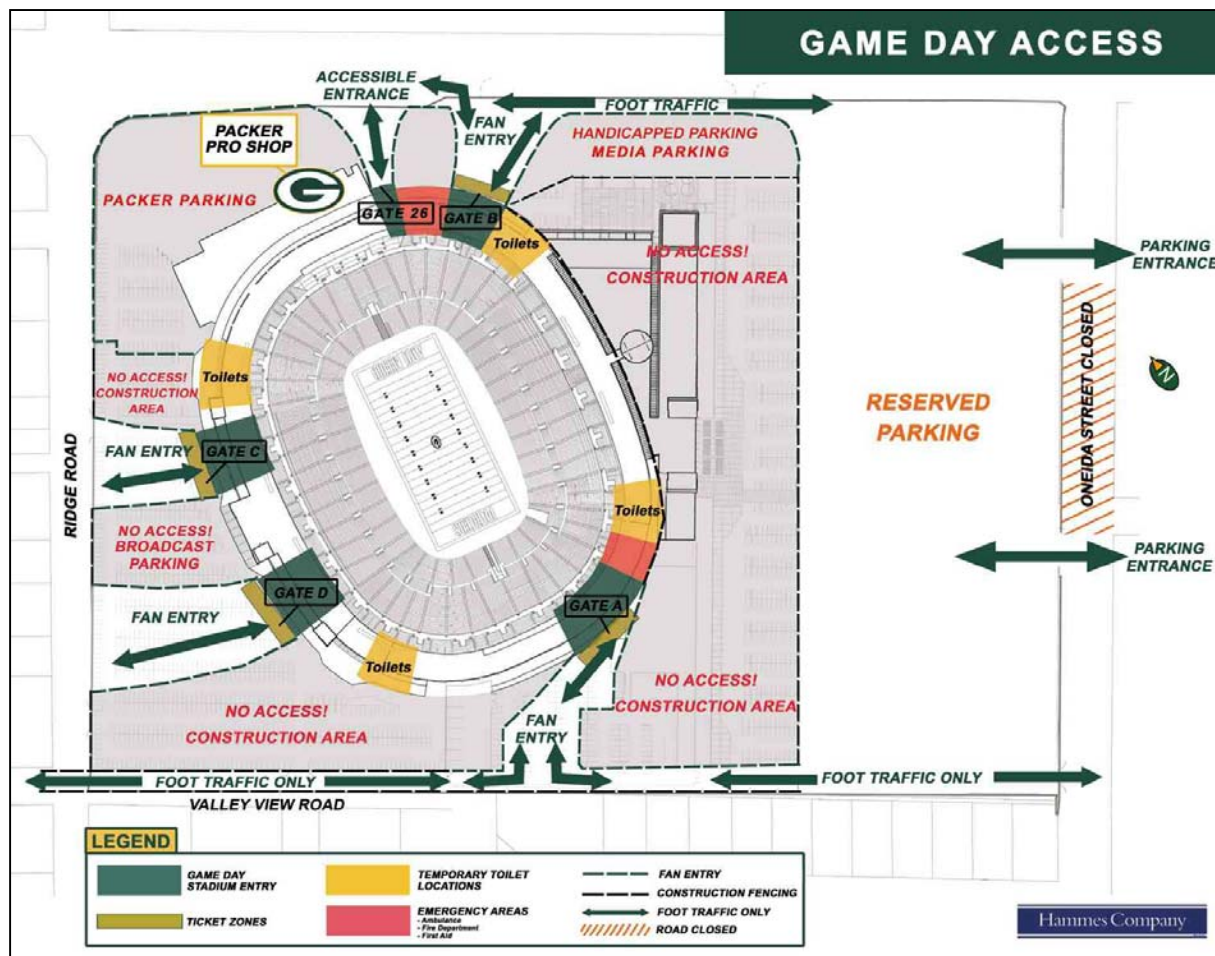 GAME DAY ACCESS
ACCESSIBLE
ENTRANCE
FOOT TRAFFIC
FAN
ENTRY
PACKER
PRO SHOP
HANDICAPPED PARKING
MEDIA PARKING
PACKER PARKING
G
GATE 26
GATE B
Toilets
NO ACCESS!
CONSTRUCTION AREA
PARKING
ENTRANCE
Toilets
NO ACCESS!
CONSTRUCTION
AREA
N
RESERVED
PARKING
ONEIDA STREET CLOSED
RIDGE ROAD
FAN ENTRY
GATE C
G
Toilets
NO ACCESS!
BROADCAST
PARKING
PARKING
ENTRANCE
GATE D
GATE A
FAN ENTRY
Toilets
NO ACCESS!
CONSTRUCTION AREA
NO ACCESS!
CONSTRUCTION AREA
FAN
ENTRY
FOOT TRAFFIC ONLY
FOOT TRAFFIC ONLY
VALLEY VIEW ROAD
LEGEND
GAME DAY
STADIUM ENTRY
TICKET ZONES
TEMPORARY TOILET
LOCATIONS
EMERGENCY AREAS
- Ambulance
- Fire Department
- First Aid
FAN ENTRY
CONSTRUCTION FENCING
FOOT TRAFFIC ONLY
ROAD CLOSED
Hammes Company